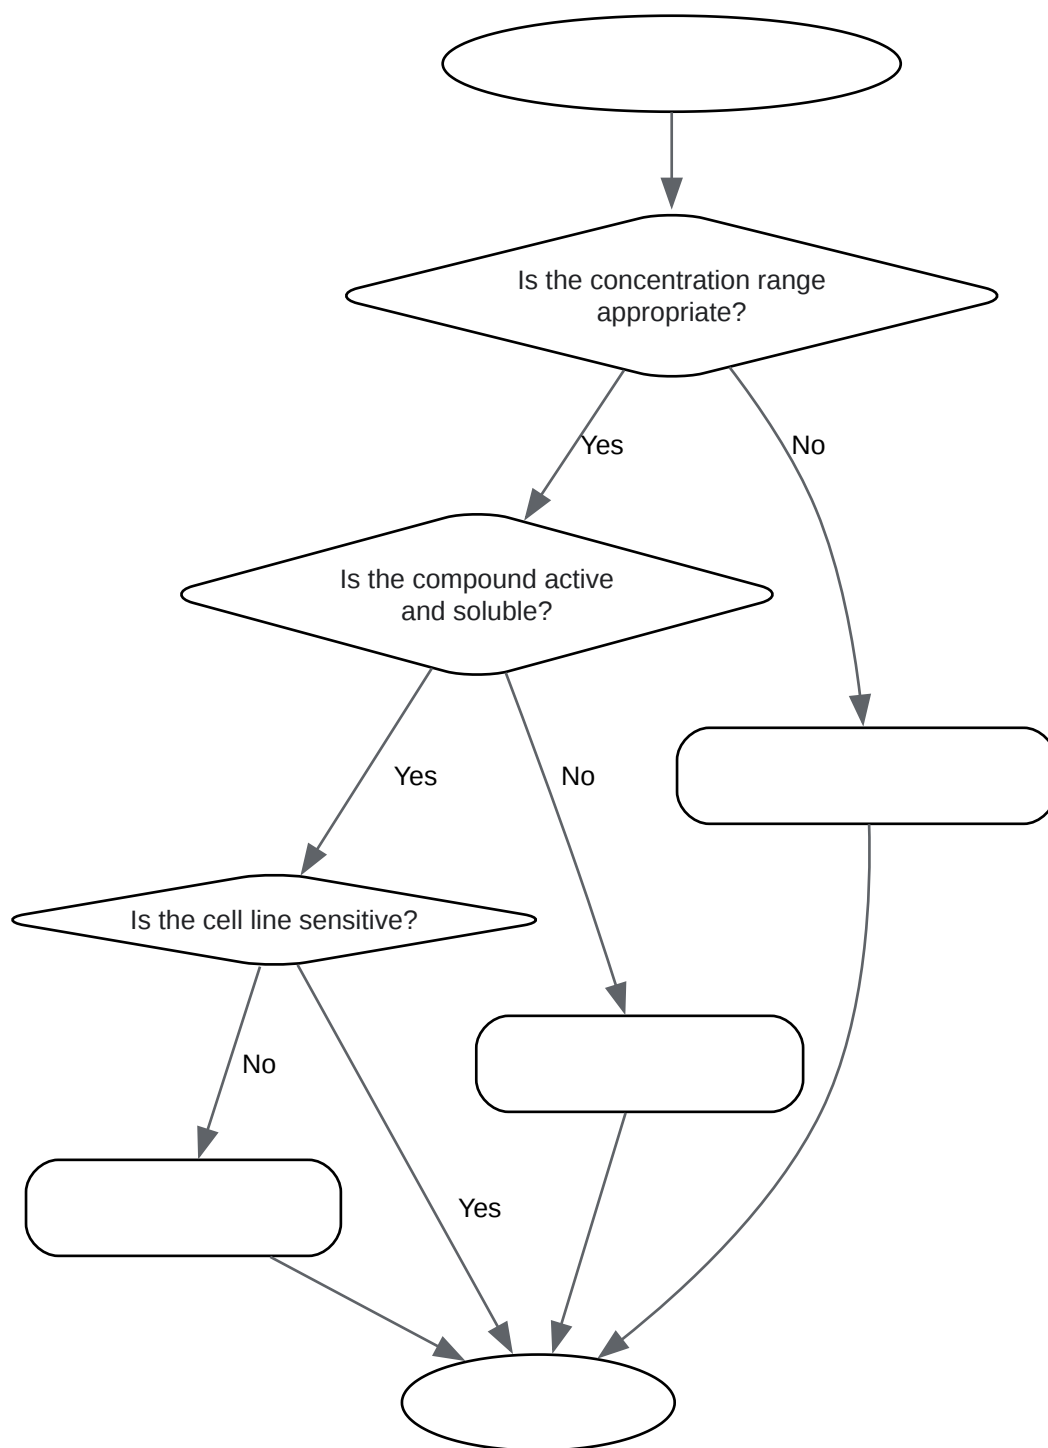 Is the concentration range
appropriate?
Yes
No
Is the compound active
and soluble?
Yes
No
Is the cell line sensitive?
No
Yes